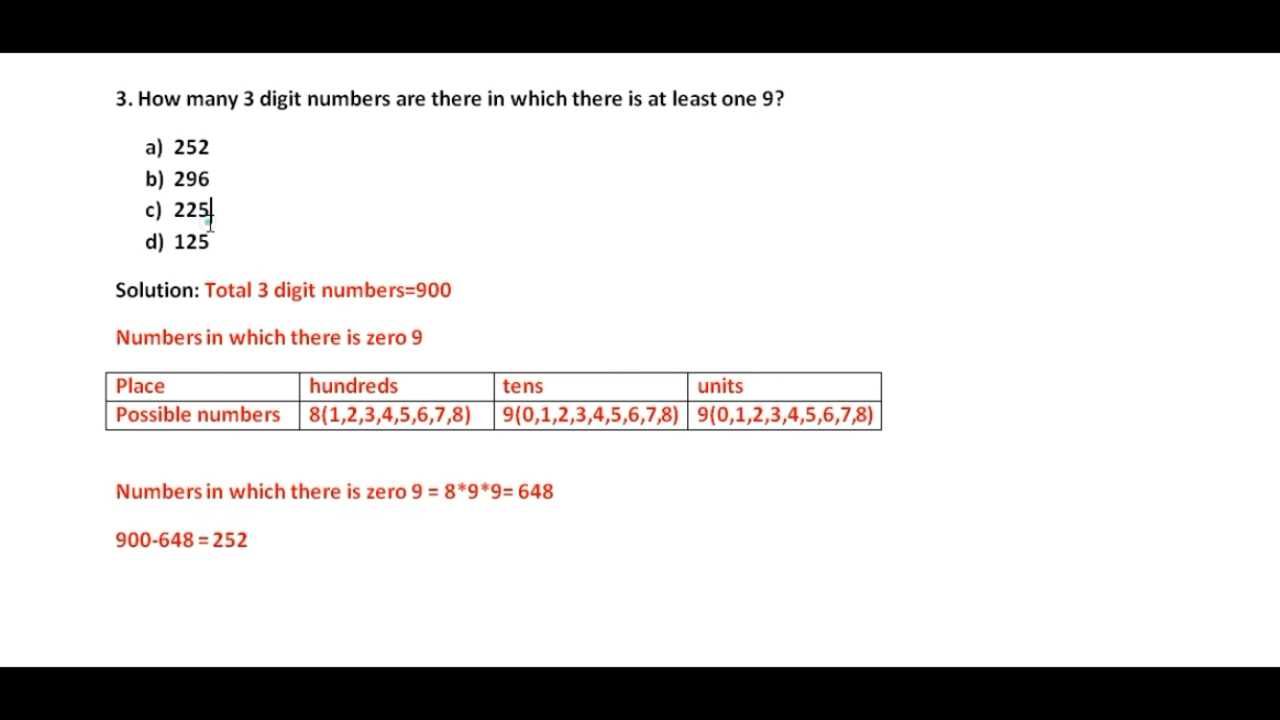 3. How many 3 digit numbers are there in which there is at least one 9?
a) 252
b) 296
c) 225
d) 125
Solution: Total 3 digit numbers=900
Numbers in which there is zero 9
Place hundreds tens units
Possible numbers 8(1,2,3,4,5,6,7,8) 9(0,1,2,3,4,5,6,7,8) 9(0,1,2,3,4,5,6,7,8)
Numbers in which there is zero 9 = 8*9*9= 648
900-648 = 252